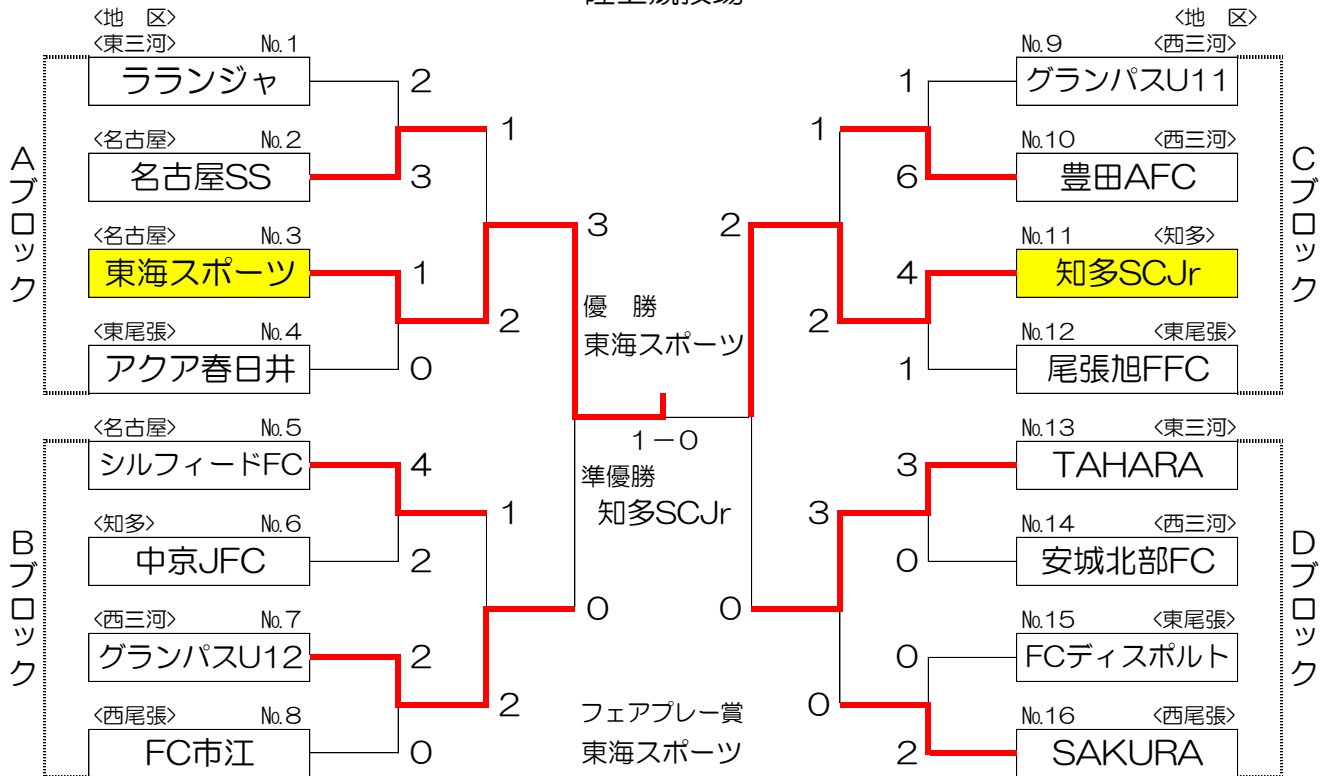 <地　区>
<東三河> No.1
ラランジャ
2
1
<名古屋> No.2
名古屋SS
3
<名古屋> No.3
東海スポーツ
1
2
<東尾張> No.4
アクア春日井
0
Aブロック
3
<名古屋> No.5
シルフィードFC
4
1
<知多> No.6
中京JFC
2
<西三河> No.7
グランパスU12
2
2
<西尾張> No.8
FC市江
0
Bブロック
0
優　勝
東海スポーツ
1－0
準優勝
知多SCJr
フェアプレー賞
東海スポーツ
<地　区>
No.9 <西三河>
グランパスU11
1
1
No.10 <西三河>
豊田AFC
6
2
No.11 <知多>
知多SCJr
4
2
No.12 <東尾張>
尾張旭FFC
1
Cブロック
No.13 <東三河>
TAHARA
3
3
No.14 <西三河>
安城北部FC
0
0
No.15 <東尾張>
FCディスポルト
0
0
No.16 <西尾張>
SAKURA
2
Dブロック